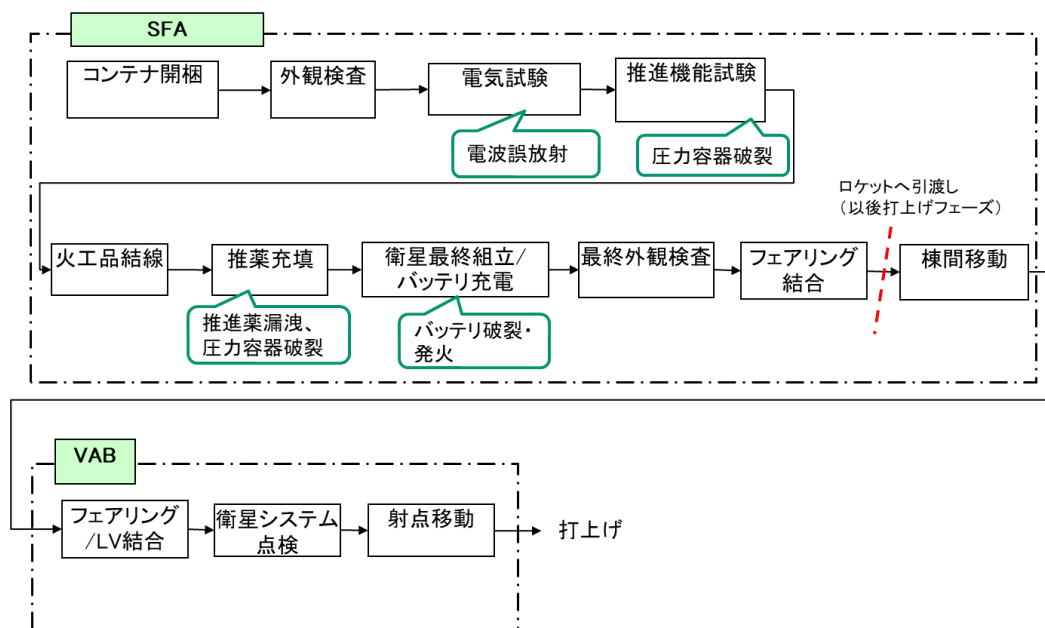 SFA
コンテナ開梱
外観検査
電気試験
推進機能試験
電波誤放射
圧力容器破裂
ロケットへ引渡し
（以後打上げフェーズ）
火工品結線
推薬充填
衛星最終組立/
バッテリ充電
最終外観検査
フェアリング
結合
棟間移動
推進薬漏洩、
圧力容器破裂
バッテリ破裂・
発火
VAB
フェアリング
/LV結合
衛星システム
点検
射点移動
打上げ